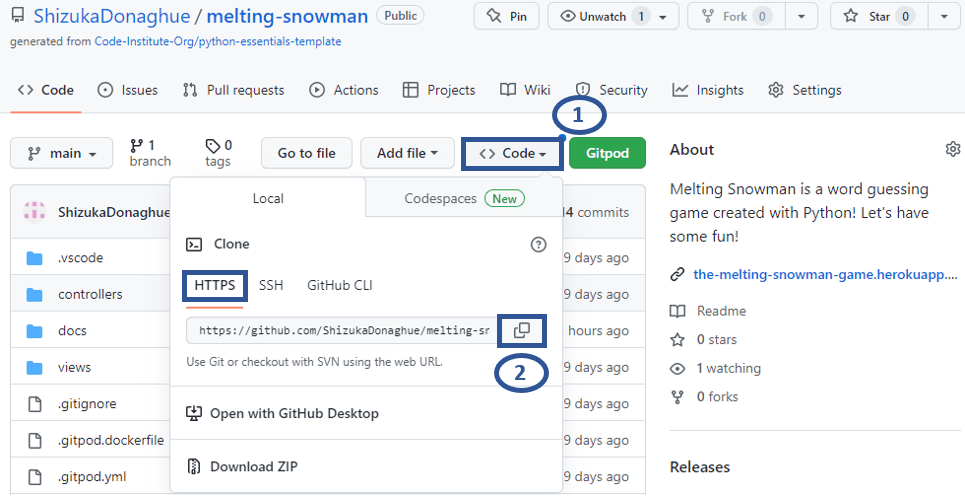 ShizukaDonaghue / melting-snowman Public Pin Unwatch 1 Fork 0 Star 0
generated from Code-Institute-Org/python-essentials-template
Code Issues Pull requests Actions Projects Wiki Security Insights Settings
1
main 1 branch 0 tags Go to file Add file Code Gitpod
Local Codespaces New
ShizukaDonaghue 14 commits
Clone
.vscode 9 days ago
HTTPS SSH GitHub CLI
controllers 9 days ago
https://github.com/ShizukaDonaghue/melting-sn
docs hours ago
Use Git or checkout with SVN using the web URL.
2
views 9 days ago
.gitignore 9 days ago
Open with GitHub Desktop
.gitpod.dockerfile 9 days ago
Download ZIP
.gitpod.yml 9 days ago
About
Melting Snowman is a word guessing
game created with Python! Let's have
some fun!
the-melting-snowman-game.herokuapp....
Readme
0 stars
1 watching
0 forks
Releases